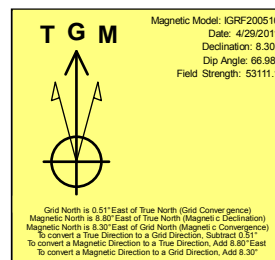 T G M
Magnetic Model: IGRF200510
Date: 4/29/201
Declination: 8.30
Dip Angle: 66.98
Field Strength: 53111.
Grid North is 0.51° East of True North (Grid Convergence)
Magnetic North is 8.80° East of True North (Magnetic Declination)
Magnetic North is 8.30° East of Grid North (Magnetic Convergence)
To convert a True Direction to a Grid Direction, Subtract 0.51°
To convert a Magnetic Direction to a True Direction, Add 8.80° East
To convert a Magnetic Direction to a Grid Direction, Add 8.30°